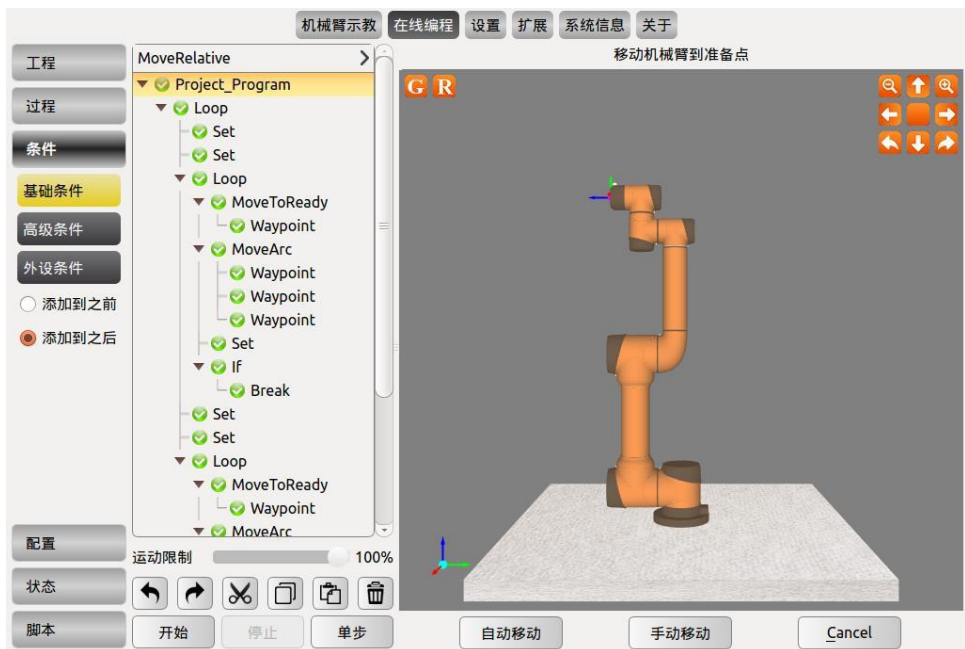 机械臂示教 在线编程 设置 扩展 系统信息 关于
工程
过程
条件
基础条件
高级条件
外设条件
添加到之前
添加到之后
配置
状态
脚本
MoveRelative
Project_Program
Loop
Set
Set
Loop
MoveToReady
Waypoint
MoveArc
Waypoint
Waypoint
Waypoint
Set
If
Break
Set
Set
Loop
MoveToReady
Waypoint
MoveArc
运动限制 100%
开始 停止 单步
移动机械臂到准备点
G R
自动移动 手动移动 Cancel